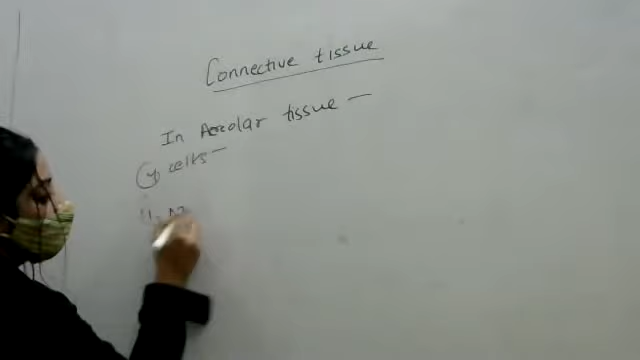 Connective tissue
In Areolar tissue —
cells —